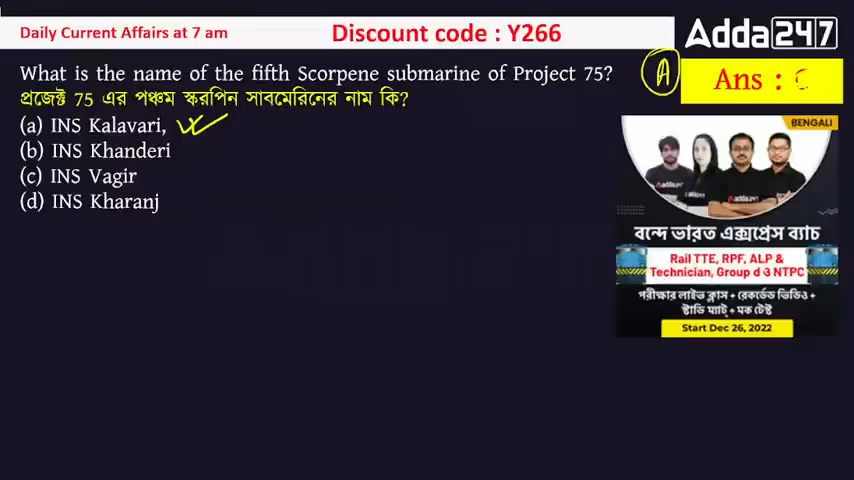 Daily Current Affairs at 7 am
Discount code : Y266
Adda247
What is the name of the fifth Scorpene submarine of Project 75?
A
Ans : C
প্রজেক্ট 75 এর পঞ্চম স্করপিন সাবমেরিনের নাম কি?
(a) INS Kalavari,
(b) INS Khanderi
(c) INS Vagir
(d) INS Kharanj
BENGALI
বন্দে ভারত এক্সপ্রেস ব্যাচ
Rail TTE, RPF, ALP &
Technician, Group d ও NTPC
পরীক্ষার লাইভ ক্লাস + রেকর্ডেড ভিডিও +
স্টাডি ম্যাট্ + মক টেস্ট
Start Dec 26, 2022